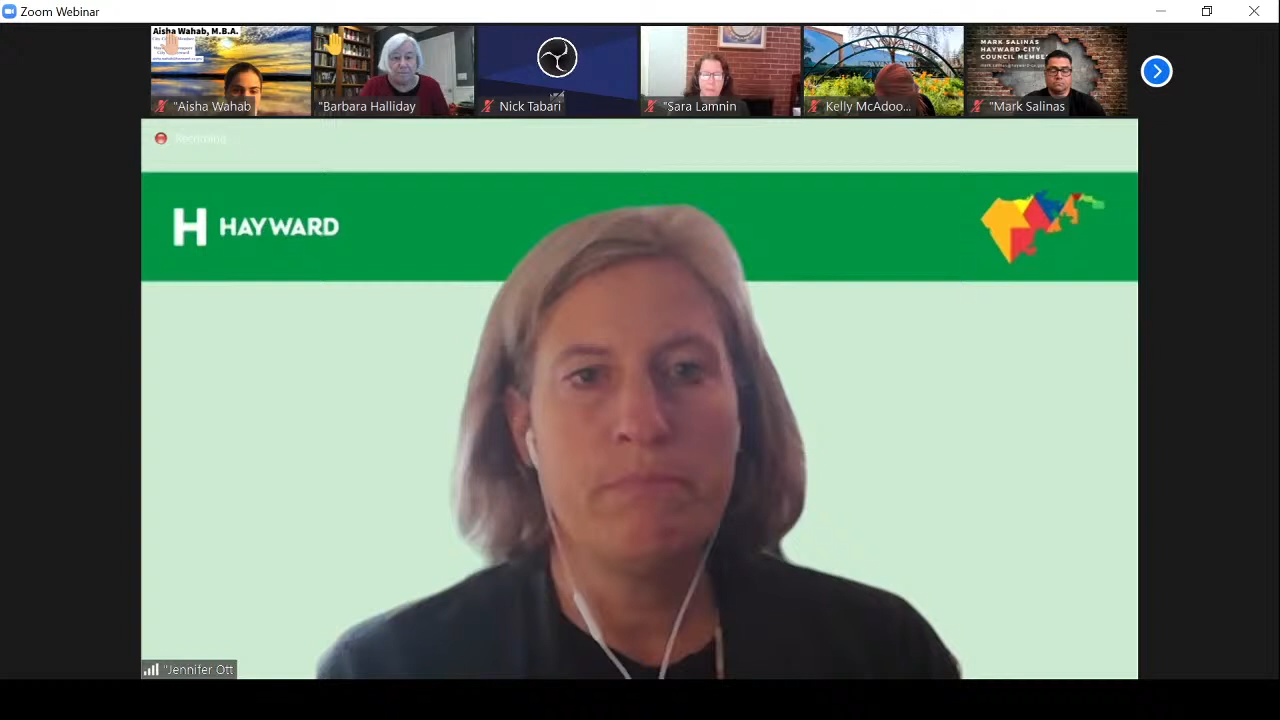 Zoom Webinar
Aisha Wahab, M.B.A.
"Aisha Wahab
"Barbara Halliday
Nick Tabari
"Sara Lamnin
Kelly McAdoo...
MARK SALINAS
HAYWARD CITY
COUNCIL MEMBER
"Mark Salinas
Recording
H HAYWARD
"Jennifer Ott